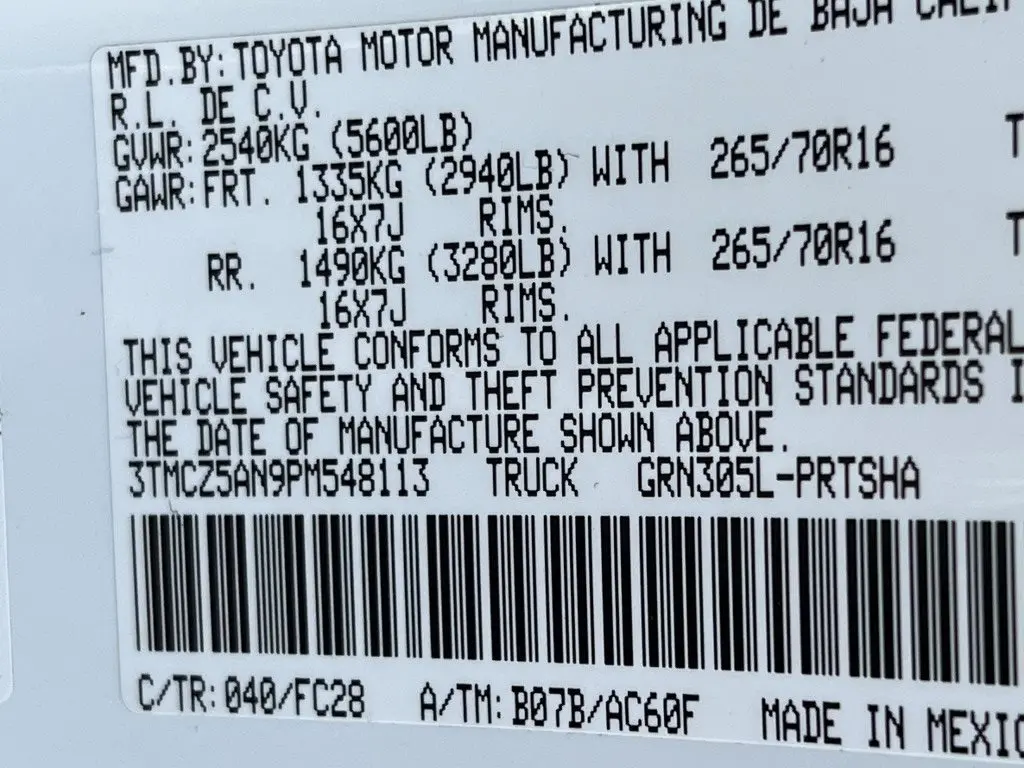 MFD.BY:TOYOTA MOTOR MANUFACTURING DE BAJA
R.L. DE C.V.
GVWR:2540KG (5600LB)
GAWR:FRT. 1335KG (2940LB) WITH 265/70R16 T
16X7J RIMS.
RR. 1490KG (3280LB) WITH 265/70R16 T
16X7J RIMS.
THIS VEHICLE CONFORMS TO ALL APPLICABLE FEDERAL
VEHICLE SAFETY AND THEFT PREVENTION STANDARDS I
THE DATE OF MANUFACTURE SHOWN ABOVE.
3TMCZ5AN9PM548113 TRUCK GRN305L-PRTSHA
C/TR:040/FC28 A/TM:B07B/AC60F MADE IN MEXIC